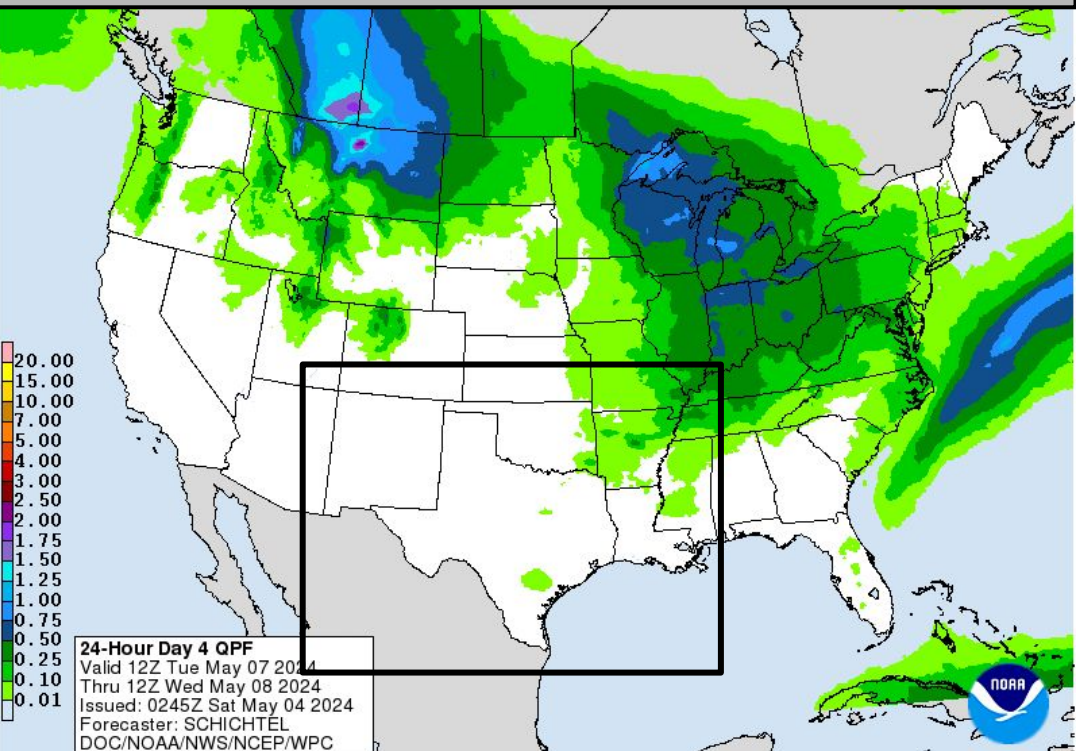 20.00
15.00
10.00
7.00
5.00
4.00
3.00
2.50
2.00
1.75
1.50
1.25
1.00
0.75
0.50
0.25
0.10
0.01
24-Hour Day 4 QPF
Valid 12Z Tue May 07 2024
Thru 12Z Wed May 08 2024
Issued: 0245Z Sat May 04 2024
Forecaster: SCHICHTEL
DOC/NOAA/NWS/NCEP/WPC
NOAA